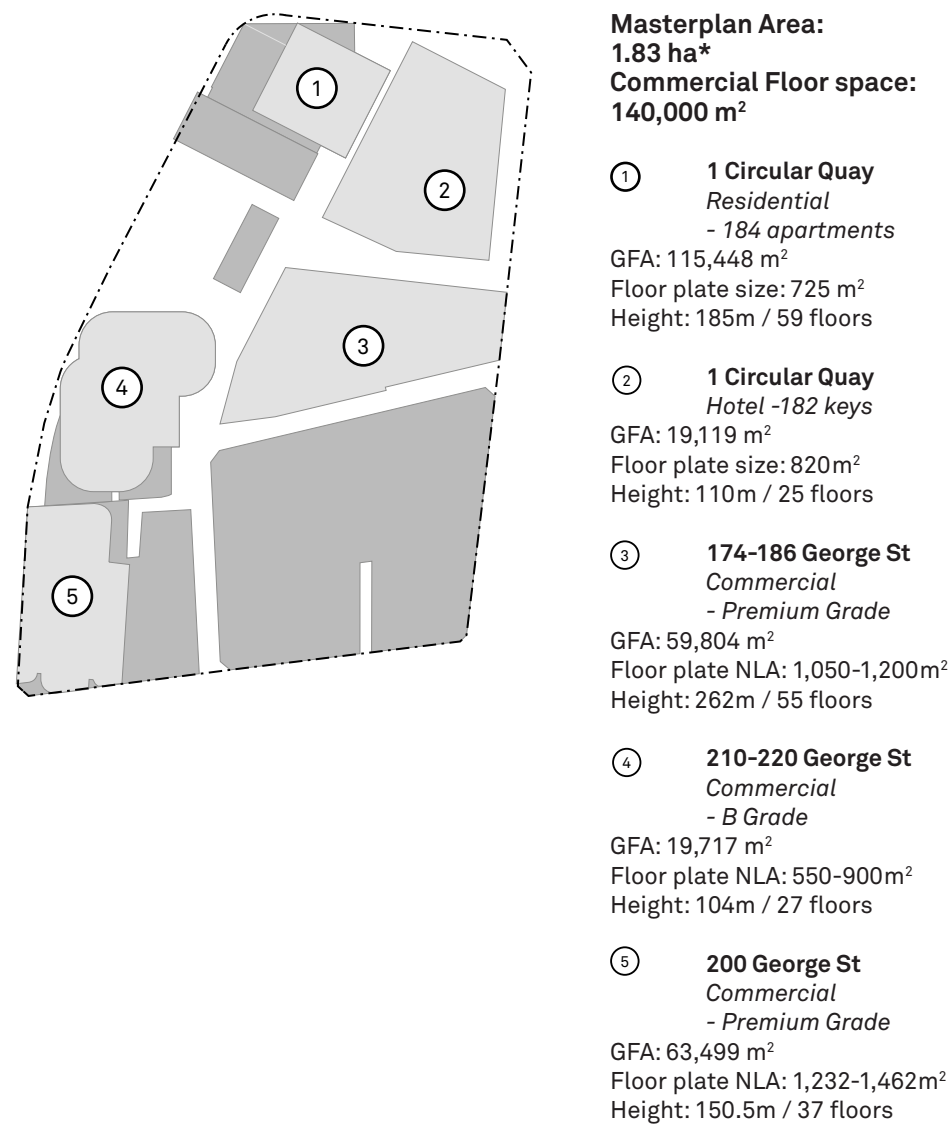 Masterplan Area:
1.83 ha*
Commercial Floor space:
140,000 m²
1
1 Circular Quay
Residential
- 184 apartments
GFA: 115,448 m²
Floor plate size: 725 m²
Height: 185m / 59 floors
2
1 Circular Quay
Hotel -182 keys
GFA: 19,119 m²
Floor plate size: 820m²
Height: 110m / 25 floors
3
174-186 George St
Commercial
- Premium Grade
GFA: 59,804 m²
Floor plate NLA: 1,050-1,200m²
Height: 262m / 55 floors
4
210-220 George St
Commercial
- B Grade
GFA: 19,717 m²
Floor plate NLA: 550-900m²
Height: 104m / 27 floors
5
200 George St
Commercial
- Premium Grade
GFA: 63,499 m²
Floor plate NLA: 1,232-1,462m²
Height: 150.5m / 37 floors
1
2
3
4
5